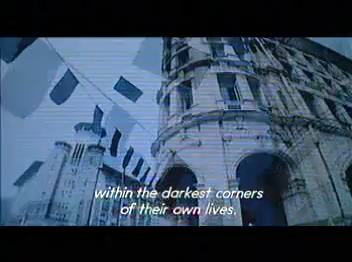 within the darkest corners
of their own lives.